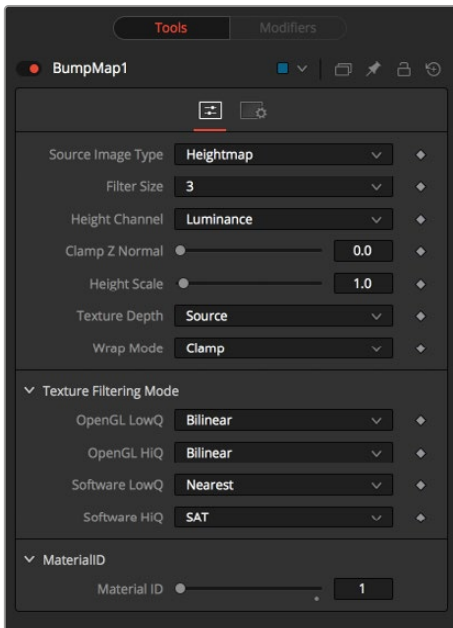 Tools Modifiers
BumpMap1
Source Image Type Heightmap
Filter Size 3
Height Channel Luminance
Clamp Z Normal 0.0
Height Scale 1.0
Texture Depth Source
Wrap Mode Clamp
Texture Filtering Mode
OpenGL LowQ Bilinear
OpenGL HiQ Bilinear
Software LowQ Nearest
Software HiQ SAT
MaterialID
Material ID 1